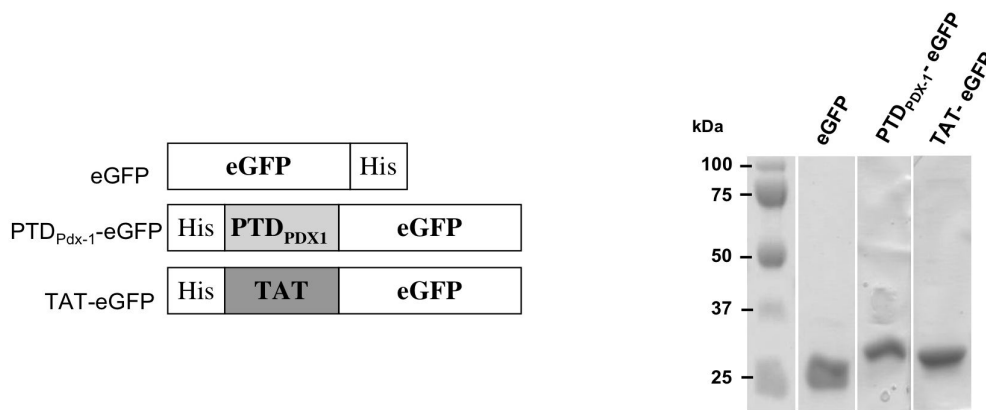 eGFP eGFP His
PTDPdx-1-eGFP His PTDPDX1 eGFP
TAT-eGFP His TAT eGFP
kDa eGFP PTDPDX-1- eGFP TAT- eGFP
100
75
50
37
25